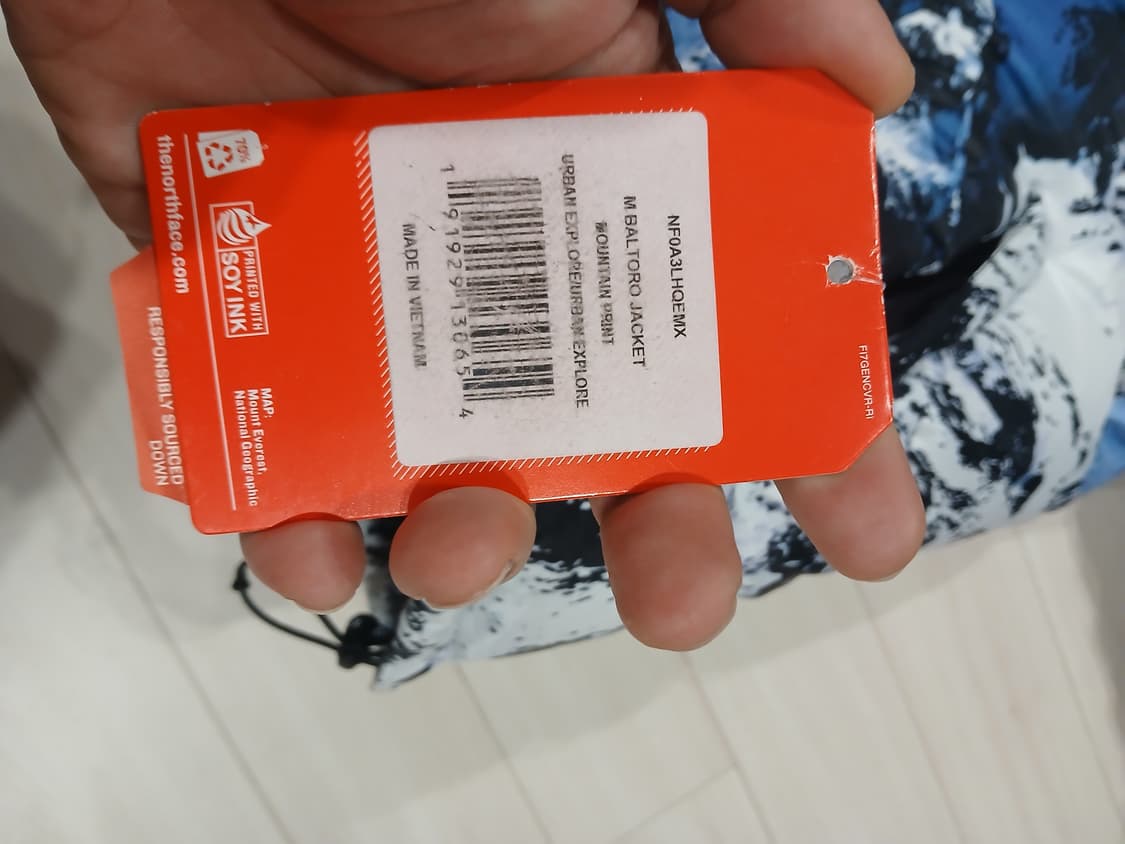 FI7GENCVR-RI
NF0A3LHQEMX
M BALTORO JACKET
MOUNTAIN PRINT
URBAN EXPLORE/URBAN EXPLORE
1 91929 13065 4
MADE IN VIETNAM
70%
PRINTED WITH
SOY INK
MAP:
Mount Everest,
National Geographic
thenorthface.com
RESPONSIBLY SOURCED
DOWN